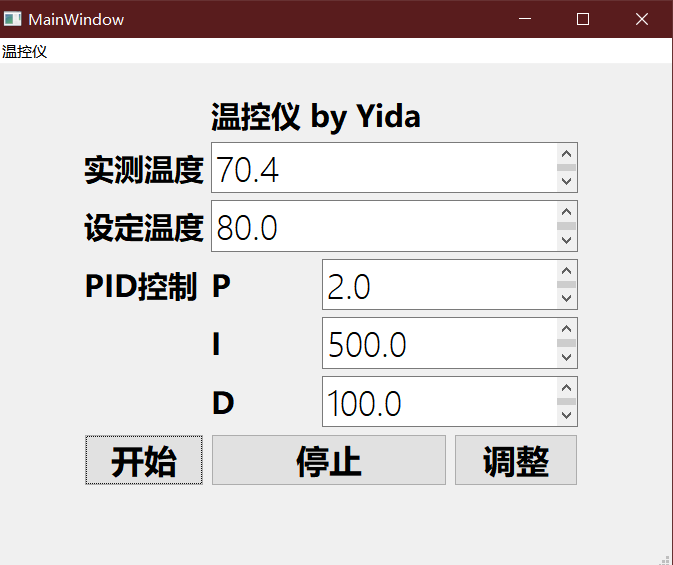 MainWindow
温控仪
温控仪 by Yida
实测温度 70.4
设定温度 80.0
PID控制 P 2.0
I 500.0
D 100.0
开始 停止 调整